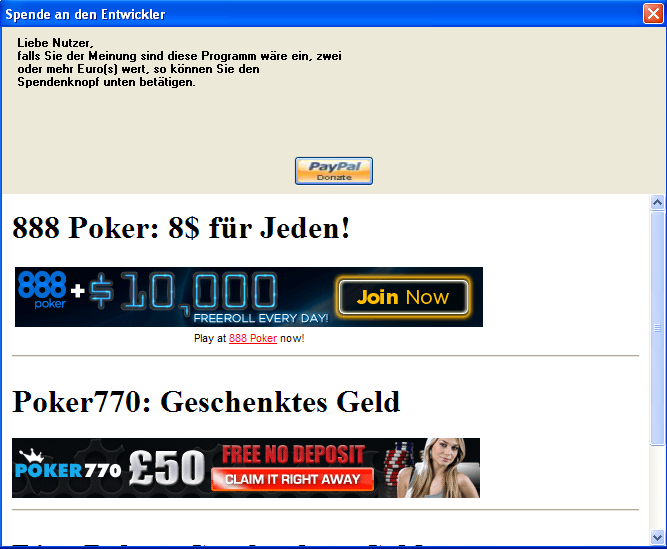 Spende an den Entwickler
Liebe Nutzer,
falls Sie der Meinung sind diese Programm wäre ein, zwei
oder mehr Euro(s) wert, so können Sie den
Spendenknopf unten betätigen.
PayPal
Donate
888 Poker: 8$ für Jeden!
888 poker + $10,000 Join Now
FREEROLL EVERY DAY!
Play at 888 Poker now!
Poker770: Geschenktes Geld
POKER770 £50 FREE NO DEPOSIT
CLAIM IT RIGHT AWAY